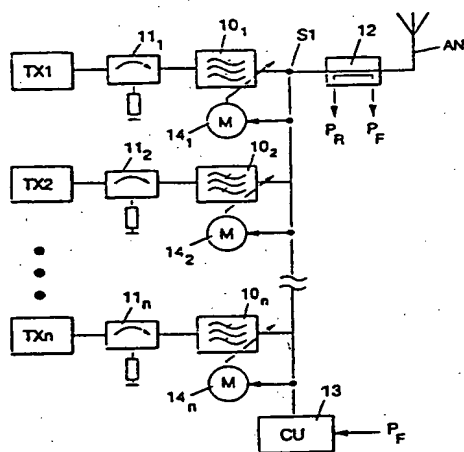 TX1
11₁
10₁
S1
12
AN
M
14₁
P_R
P_F
TX2
11₂
10₂
M
14₂
TXn
11ₙ
10ₙ
M
14ₙ
13
CU
P_F